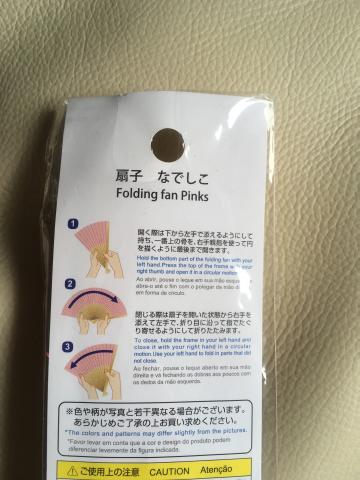 扇子 なでしこ
Folding fan Pinks
1
開く際は下から左手で添えるようにして
持ち、一番上の骨を、右手親指を使って円
を描くように最後まで開きます。
Hold the bottom part of the folding fan with your
left hand. Press the top of the frame with your
right thumb and open it in a circular motion.
Ao abrir, pouse o leque em sua mão esquerda e
abra-o até o fim com o polegar da mão direita
em forma de círculo.
2
閉じる際は扇子を開いた状態から右手を
添えて左手で、折り目に沿って指でたぐ
り寄せるようにして折りたたみます。
3
To close, hold the frame in your left hand and
close it with your right hand in a circular
motion. Use your left hand to fold in parts that did
not close.
Ao fechar, pouse o leque aberto em sua mão
direita e vá fechando as dobras aos poucos com
os dedos da mão esquerda.
※色や柄が写真と若干異なる場合がございます。
あらかじめご了承の上お買い求めください。
*The colors and patterns may differ slightly from the pictures.
*Favor levar em conta que a cor e design do produto podem
diferenciar levemente da figura indicada.
ご使用上の注意 CAUTION Atenção